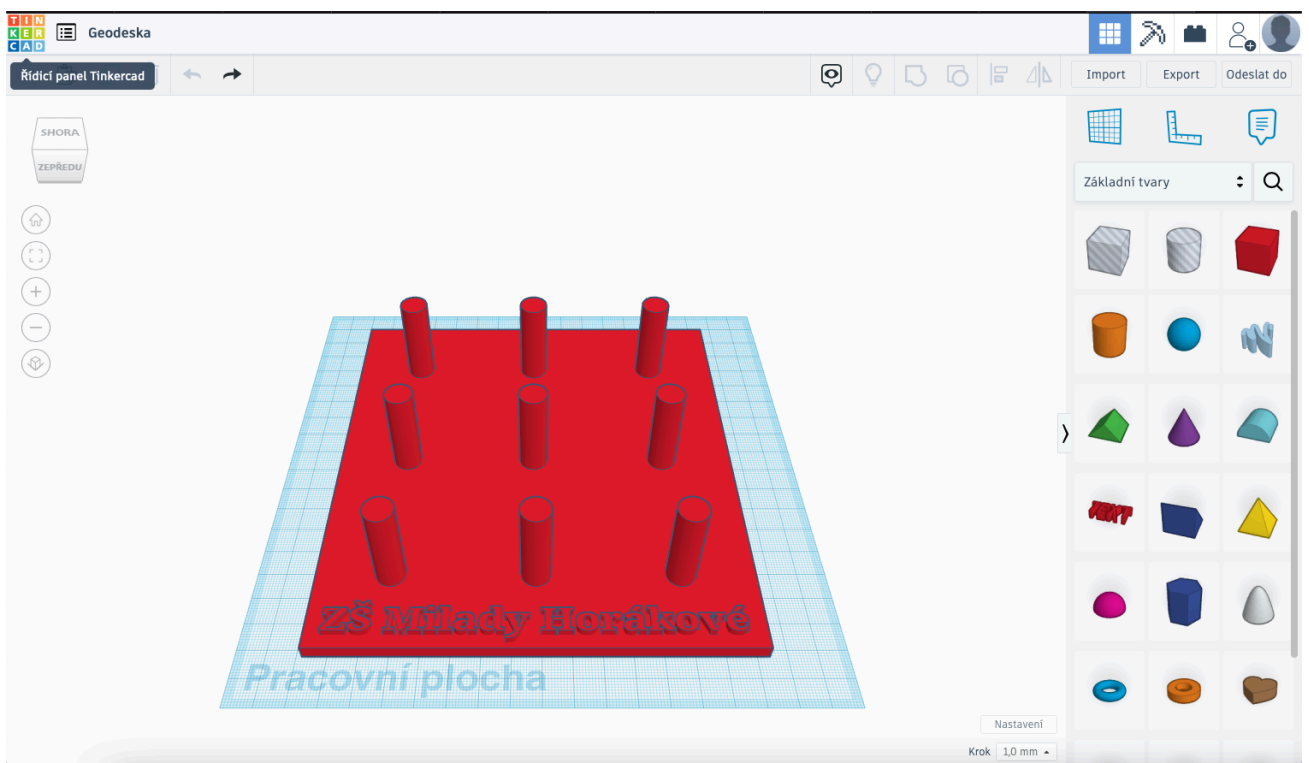 TIN
KER
CAD
Geodeska
Řídicí panel Tinkercad
Import
Export
Odeslat do
SHORA
ZEPŘEDU
Základní tvary
TEXT
ZŠ Milady Horákové
Pracovní plocha
Nastavení
Krok 1,0 mm